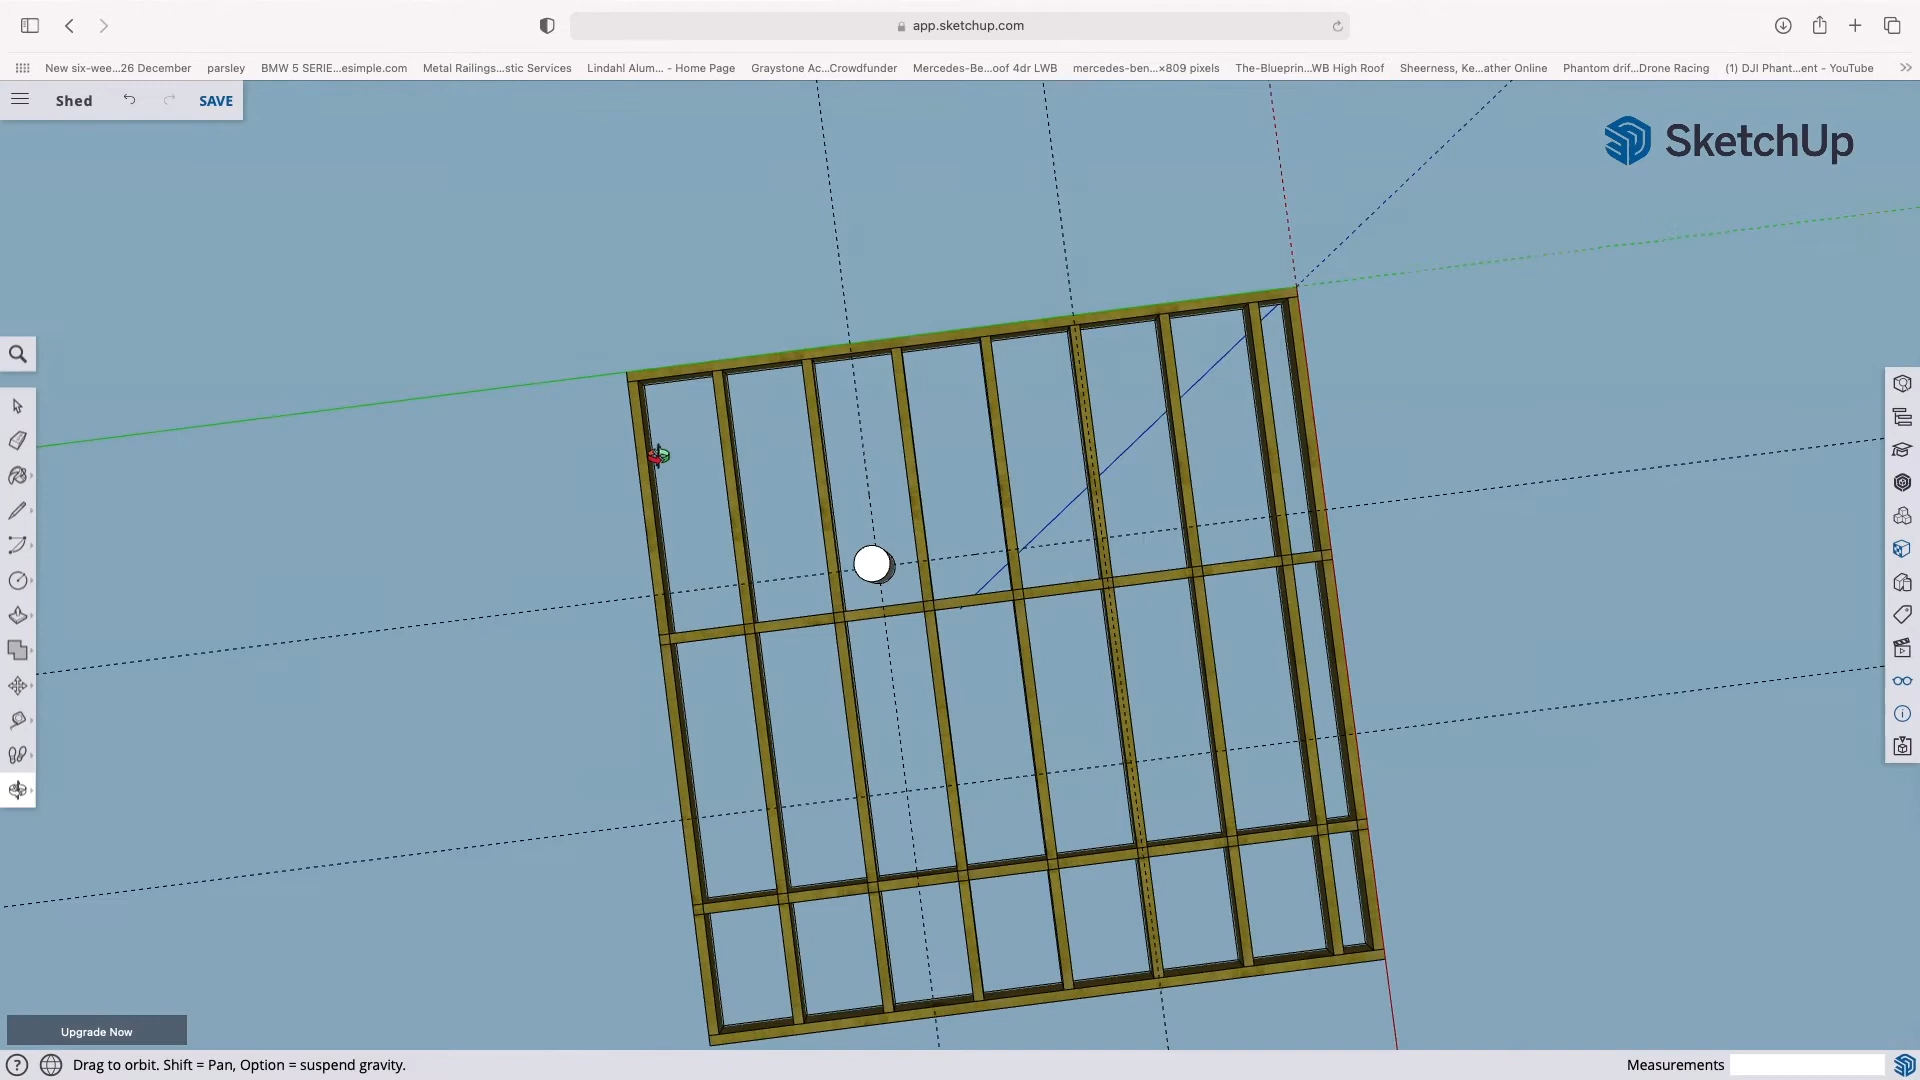 app.sketchup.com
New six-wee...26 December parsley BMW 5 SERIE...esimple.com Metal Railings...stic Services Lindahl Alum... - Home Page Graystone Ac...Crowdfunder Mercedes-Be...oof 4dr LWB mercedes-ben...×809 pixels The-Blueprin...WB High Roof Sheerness, Ke...ather Online Phantom drif...Drone Racing (1) DJI Phant...ent - YouTube
Shed SAVE
SketchUp
Upgrade Now
Drag to orbit. Shift = Pan, Option = suspend gravity. Measurements